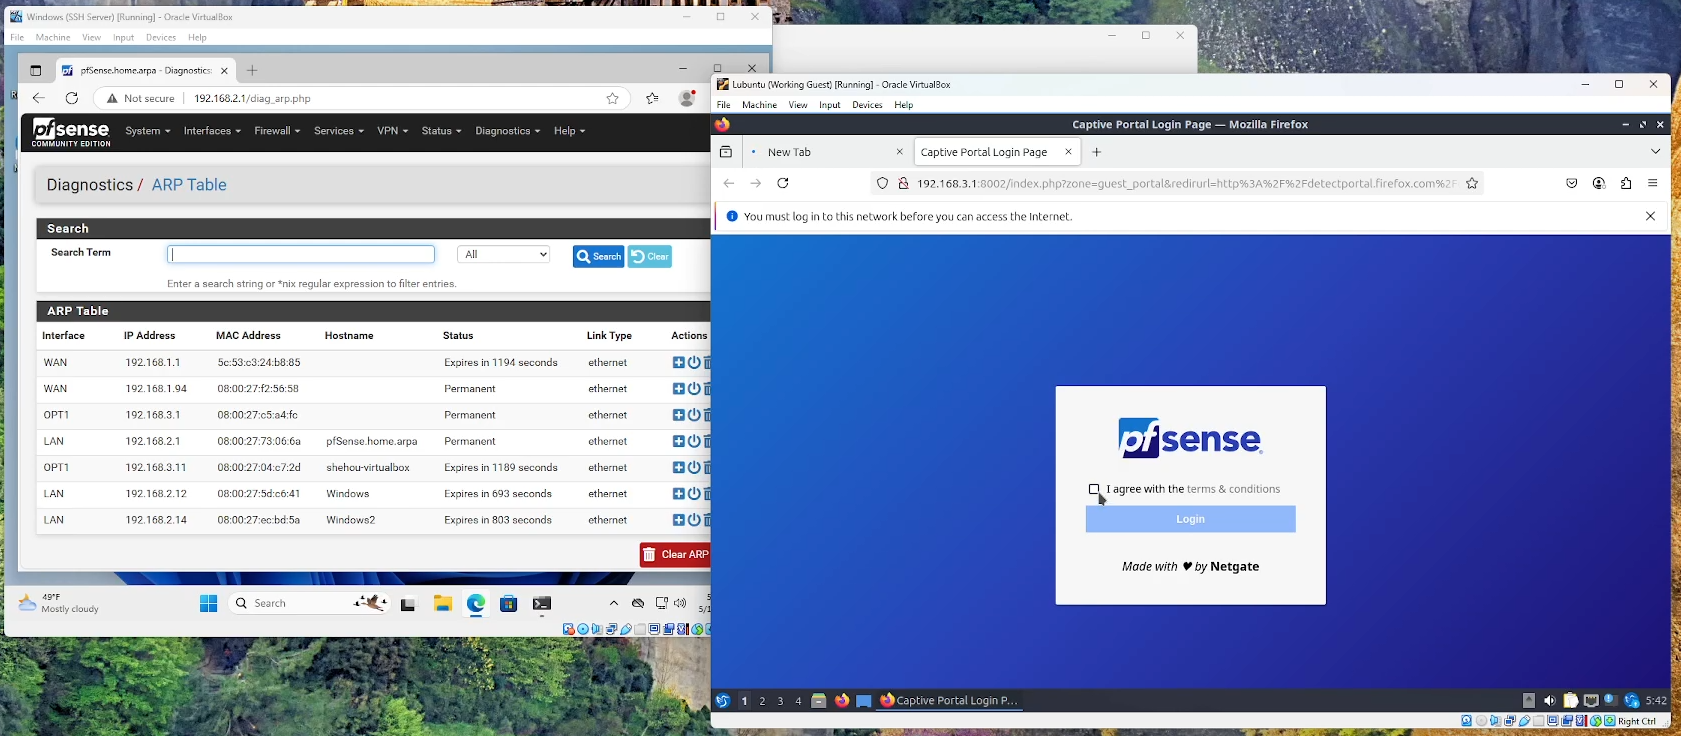 Windows (SSH Server) [Running] - Oracle VirtualBox
File Machine View Input Devices Help
pfSense.home.arpa - Diagnostics:
Not secure 192.168.2.1/diag_arp.php
pfsense
COMMUNITY EDITION
System Interfaces Firewall Services VPN Status Diagnostics Help
Diagnostics / ARP Table
Search
Search Term All Search Clear
Enter a search string or *nix regular expression to filter entries.
ARP Table
Interface IP Address MAC Address Hostname Status Link Type Actions
WAN 192.168.1.1 5c:53:c3:24:b8:85 Expires in 1194 seconds ethernet
WAN 192.168.1.94 08:00:27:f2:56:58 Permanent ethernet
OPT1 192.168.3.1 08:00:27:c5:a4:fc Permanent ethernet
LAN 192.168.2.1 08:00:27:73:06:6a pfSense.home.arpa Permanent ethernet
OPT1 192.168.3.11 08:00:27:04:c7:2d shehou-virtualbox Expires in 1189 seconds ethernet
LAN 192.168.2.12 08:00:27:5d:c6:41 Windows Expires in 693 seconds ethernet
LAN 192.168.2.14 08:00:27:ec:bd:5a Windows2 Expires in 803 seconds ethernet
Clear ARP
49°F
Mostly cloudy
Search
Lubuntu (Working Guest) [Running] - Oracle VirtualBox
File Machine View Input Devices Help
Captive Portal Login Page — Mozilla Firefox
New Tab Captive Portal Login Page
192.168.3.1:8002/index.php?zone=guest_portal&redirurl=http%3A%2F%2Fdetectportal.firefox.com%2F
You must log in to this network before you can access the Internet.
pfsense
I agree with the terms & conditions
Login
Made with ♥ by Netgate
1 2 3 4 Captive Portal Login P... 5:42
Right Ctrl